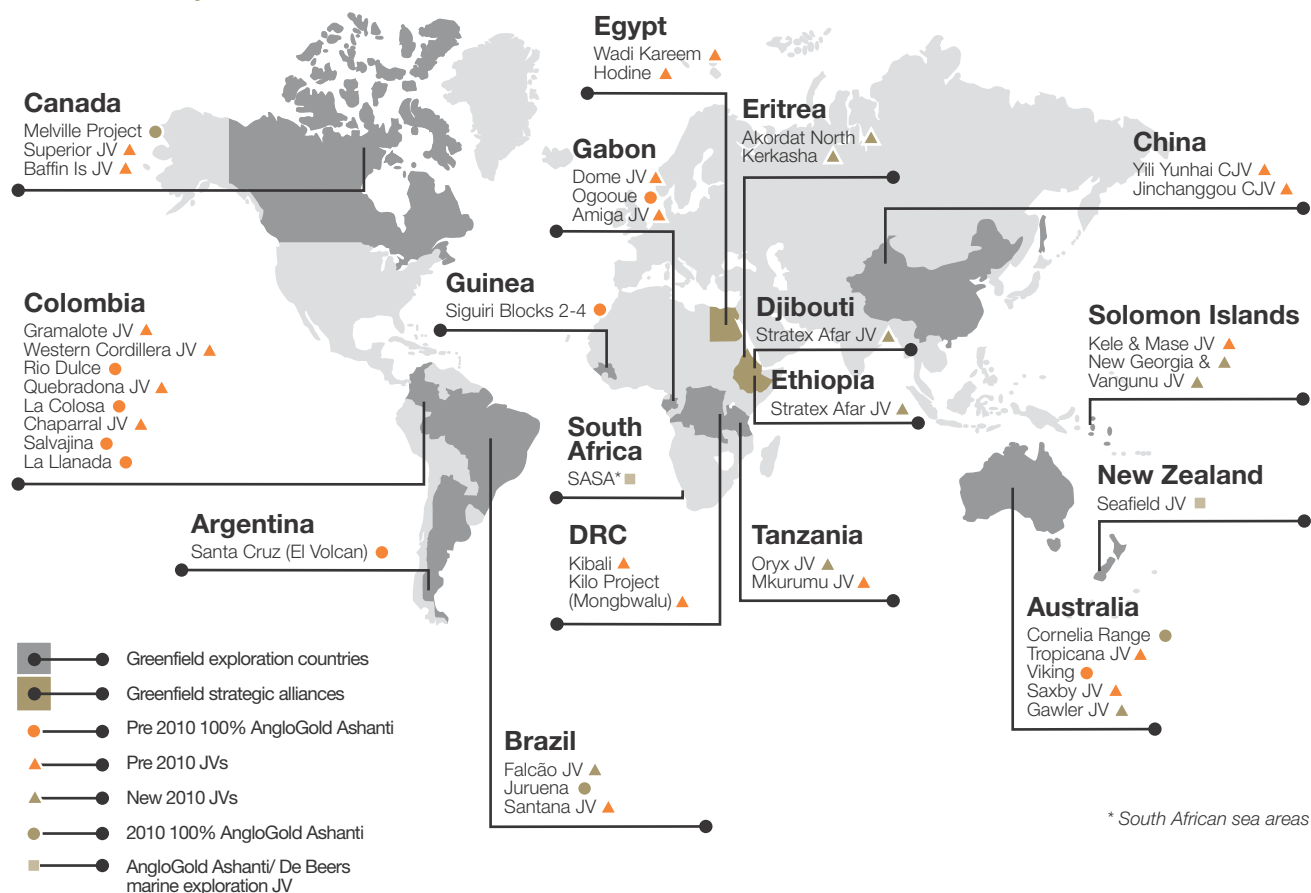 Egypt
Wadi Kareem
Hodine
Canada
Melville Project
Superior JV
Baffin Is JV
Eritrea
Akordat North
Kerkasha
Gabon
Dome JV
Ogooue
Amiga JV
China
Yili Yunhai CJV
Jinchanggou CJV
Guinea
Siguiri Blocks 2-4
Colombia
Gramalote JV
Western Cordillera JV
Rio Dulce
Quebradona JV
La Colosa
Chaparral JV
Salvajina
La Llanada
Djibouti
Stratex Afar JV
Solomon Islands
Kele & Mase JV
New Georgia &
Vangunu JV
Ethiopia
Stratex Afar JV
South
Africa
SASA*
New Zealand
Seafield JV
Argentina
Santa Cruz (El Volcan)
DRC
Kibali
Kilo Project
(Mongbwalu)
Tanzania
Oryx JV
Mkurumu JV
Australia
Cornelia Range
Tropicana JV
Viking
Saxby JV
Gawler JV
Brazil
Falcão JV
Juruena
Santana JV
Greenfield exploration countries
Greenfield strategic alliances
Pre 2010 100% AngloGold Ashanti
Pre 2010 JVs
New 2010 JVs
2010 100% AngloGold Ashanti
AngloGold Ashanti/ De Beers
marine exploration JV
* South African sea areas